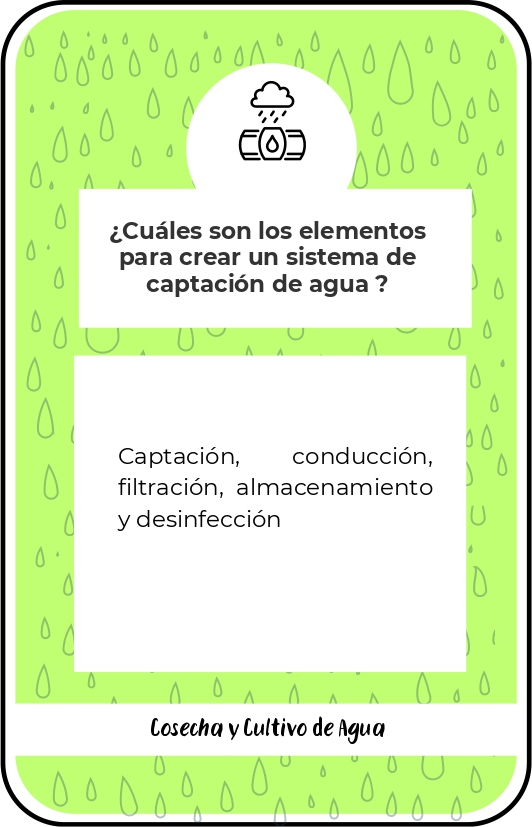 ¿Cuáles son los elementos
para crear un sistema de
captación de agua ?
Captación, conducción,
filtración, almacenamiento
y desinfección
Cosecha y Cultivo de Agua